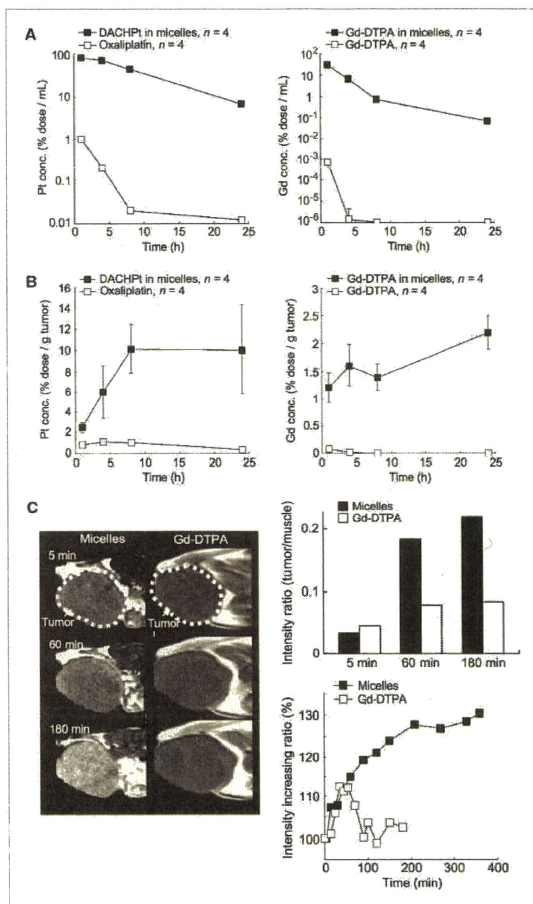 A
DACHPt in micelles, n = 4
Oxaliplatin, n = 4
Pt conc. (% dose / mL)
100
10
1
0.1
0.01
0 5 10 15 20 25
Time (h)
Gd-DTPA in micelles, n = 4
Gd-DTPA, n = 4
Gd conc. (% dose / mL)
10²
10
1
10⁻¹
10⁻²
10⁻³
10⁻⁴
10⁻⁵
10⁻⁶
0 5 10 15 20 25
Time (h)
B
DACHPt in micelles, n = 4
Oxaliplatin, n = 4
Pt conc. (% dose / g tumor)
16
14
12
10
8
6
4
2
0
0 5 10 15 20 25
Time (h)
Gd-DTPA in micelles, n = 4
Gd-DTPA, n = 4
Gd conc. (% dose / g tumor)
3
2.5
2
1.5
1
0.5
0
0 5 10 15 20 25
Time (h)
C
Micelles Gd-DTPA
5 min
Tumor Tumor
60 min
180 min
Micelles
Gd-DTPA
Intensity ratio (tumor/muscle)
0.2
0.1
0
5 min 60 min 180 min
Micelles
Gd-DTPA
Intensity increasing ratio (%)
130
120
110
100
0 100 200 300 400
Time (min)